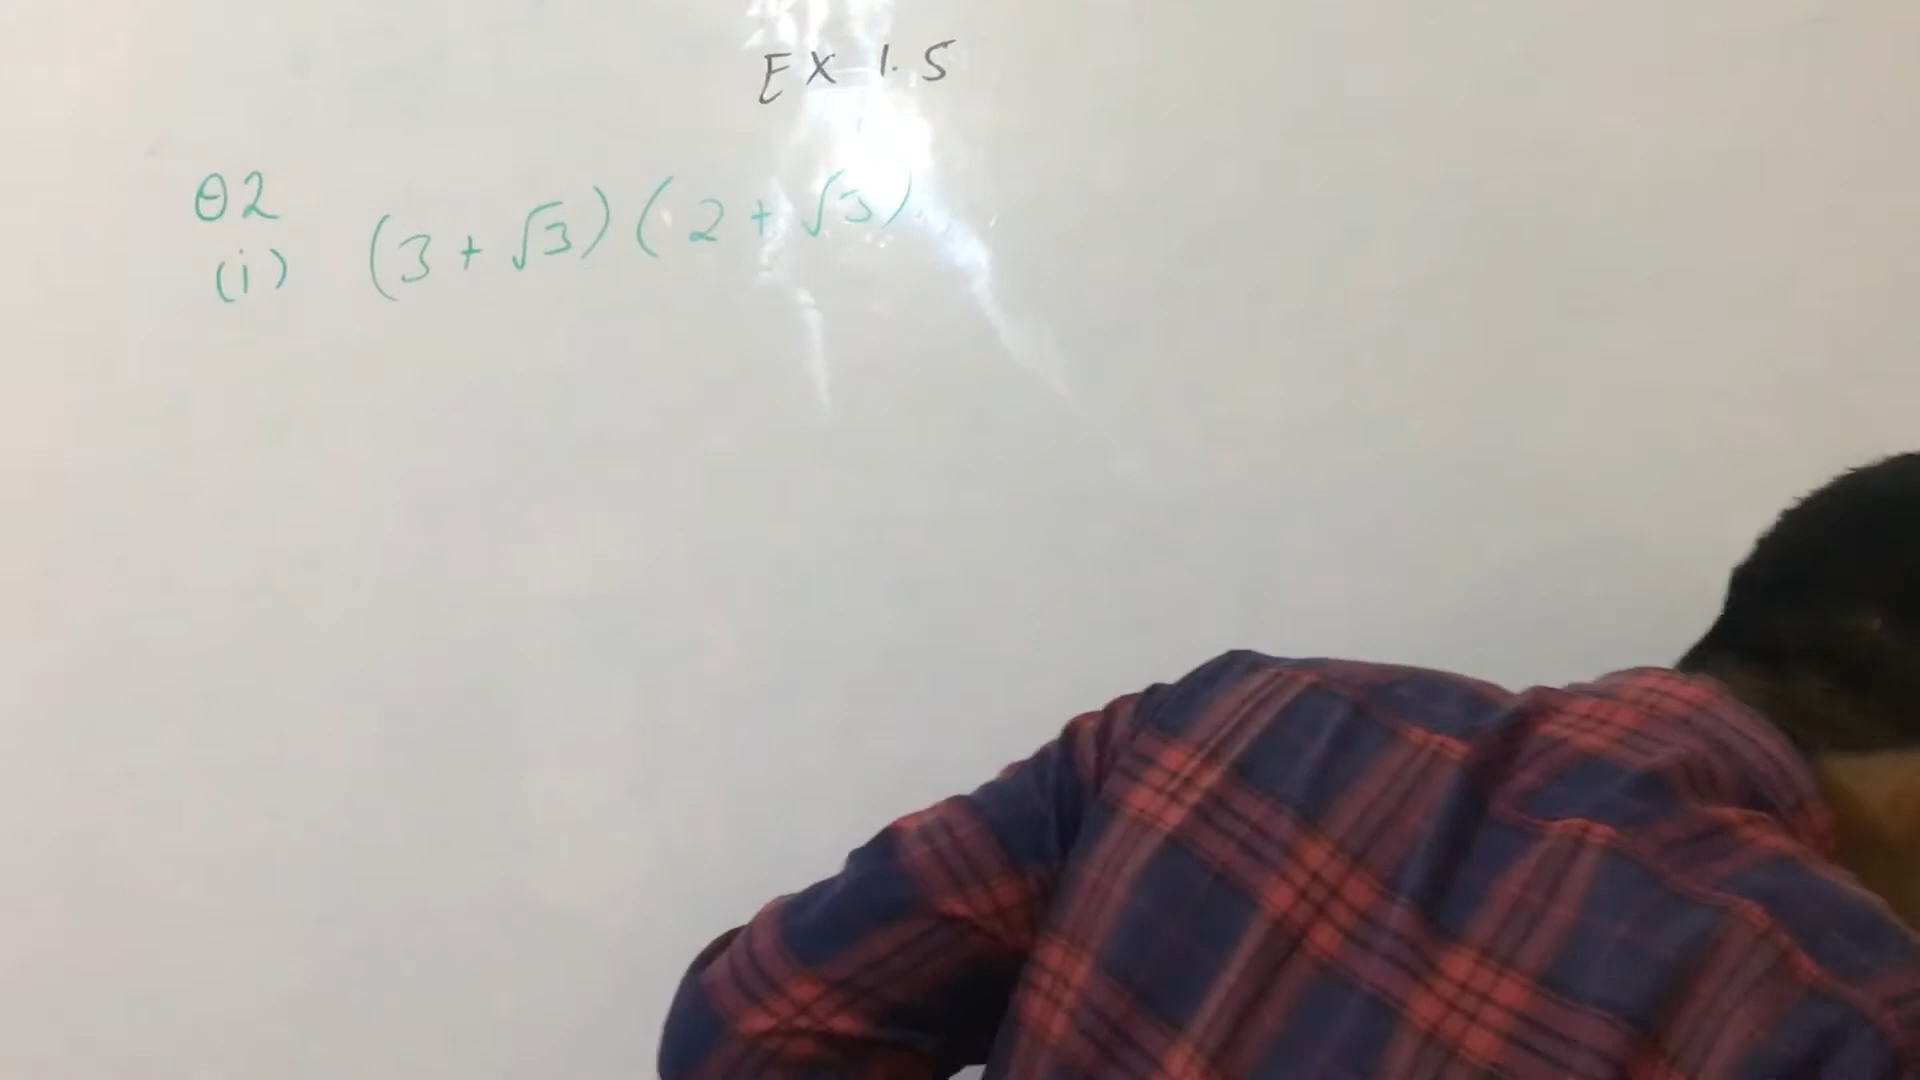 EX 1.5
Q2
(i) (3 + √3) (2 + √3)